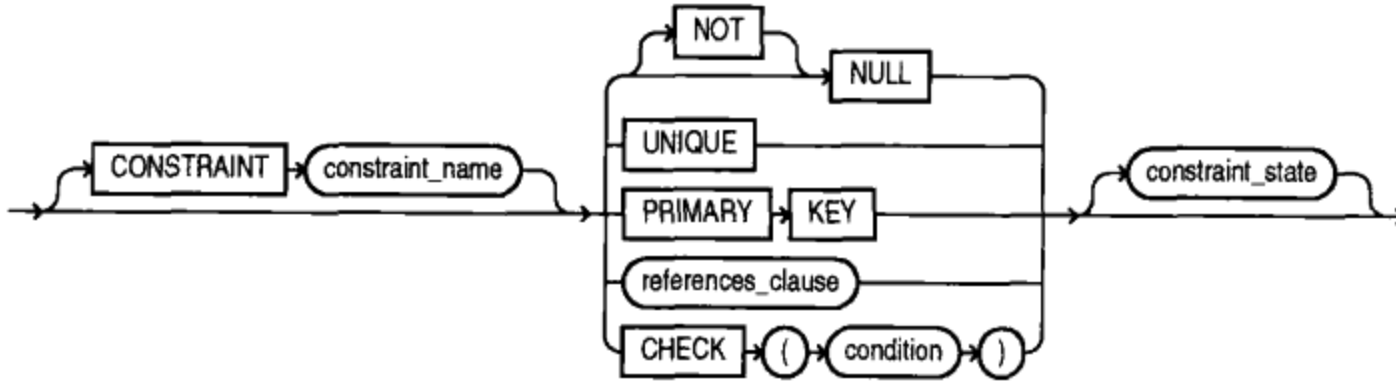 NOT
NULL
UNIQUE
CONSTRAINT constraint_name
constraint_state
PRIMARY KEY
references_clause
CHECK ( condition )